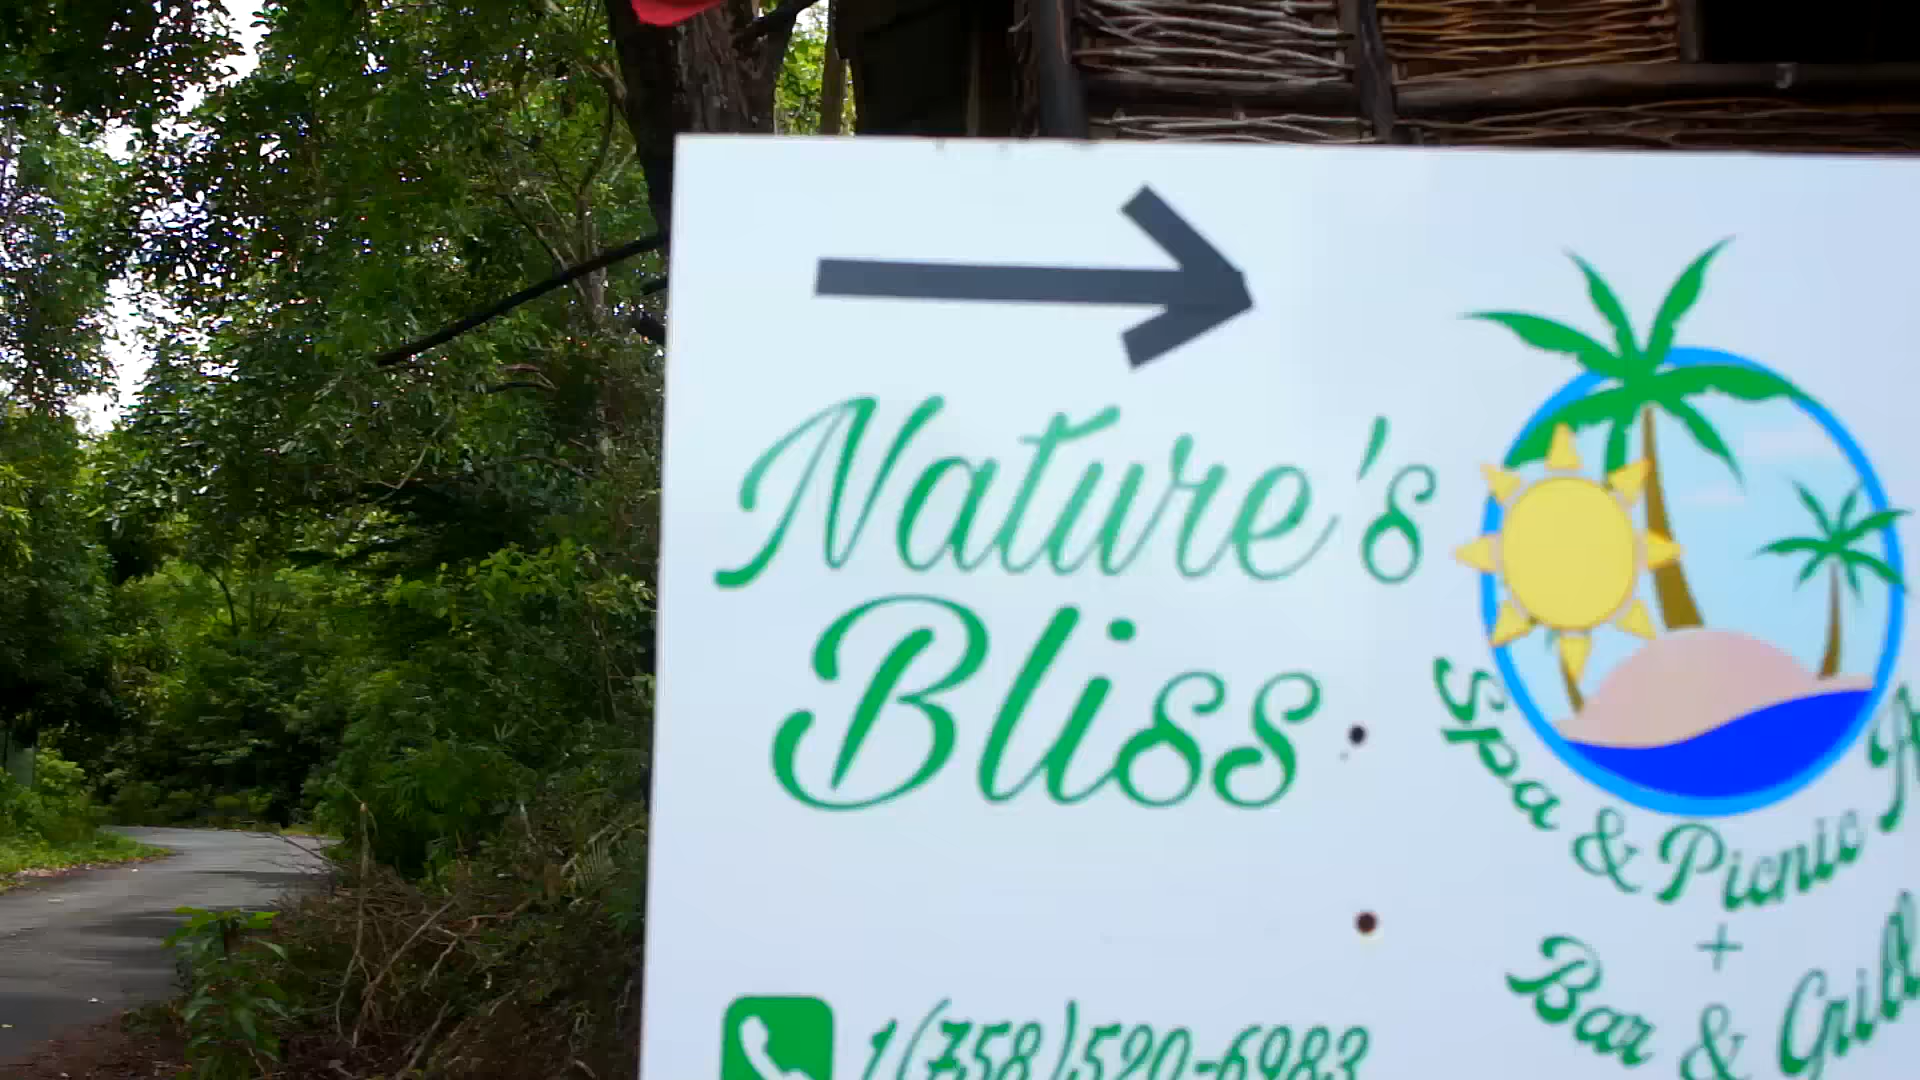 Nature's
Bliss
Spa & Picnic
+
Bar & Grill
1(758)520-6983